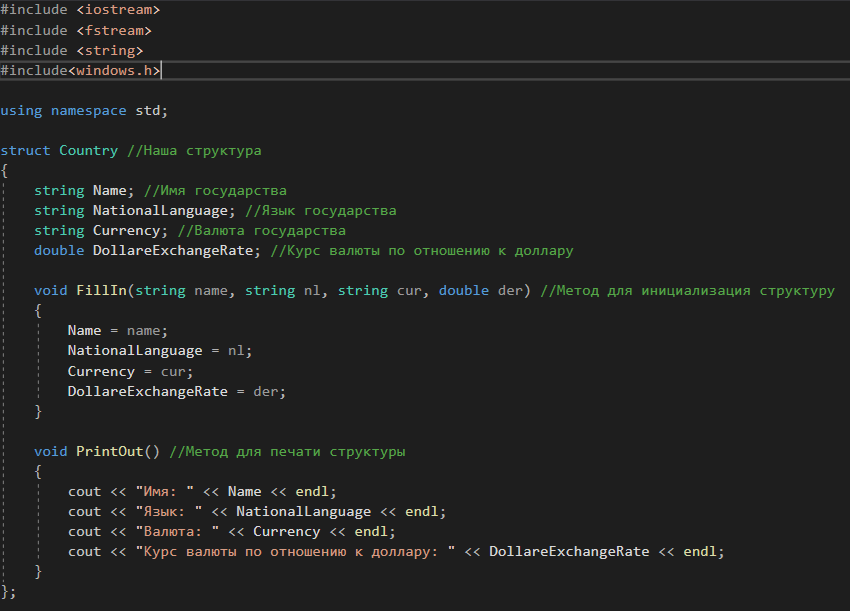 #include <iostream>
#include <fstream>
#include <string>
#include<windows.h>
using namespace std;
struct Country //Наша структура
{
string Name; //Имя государства
string NationalLanguage; //Язык государства
string Currency; //Валюта государства
double DollareExchangeRate; //Курс валюты по отношению к доллару
void FillIn(string name, string nl, string cur, double der) //Метод для инициализация структуру
{
Name = name;
NationalLanguage = nl;
Currency = cur;
DollareExchangeRate = der;
}
void PrintOut() //Метод для печати структуры
{
cout << "Имя: " << Name << endl;
cout << "Язык: " << NationalLanguage << endl;
cout << "Валюта: " << Currency << endl;
cout << "Курс валюты по отношению к доллару: " << DollareExchangeRate << endl;
}
};